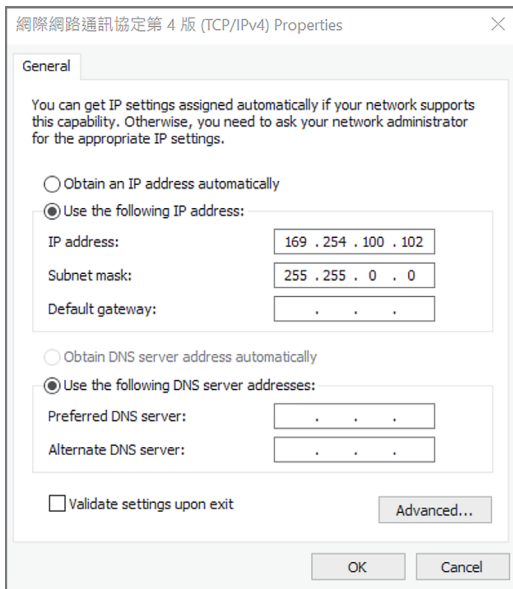 網際網路通訊協定第 4 版 (TCP/IPv4) Properties
General
You can get IP settings assigned automatically if your network supports
this capability. Otherwise, you need to ask your network administrator
for the appropriate IP settings.
Obtain an IP address automatically
Use the following IP address:
IP address: 169 . 254 . 100 . 102
Subnet mask: 255 . 255 . 0 . 0
Default gateway: . . .
Obtain DNS server address automatically
Use the following DNS server addresses:
Preferred DNS server: . . .
Alternate DNS server: . . .
Validate settings upon exit
Advanced...
OK Cancel